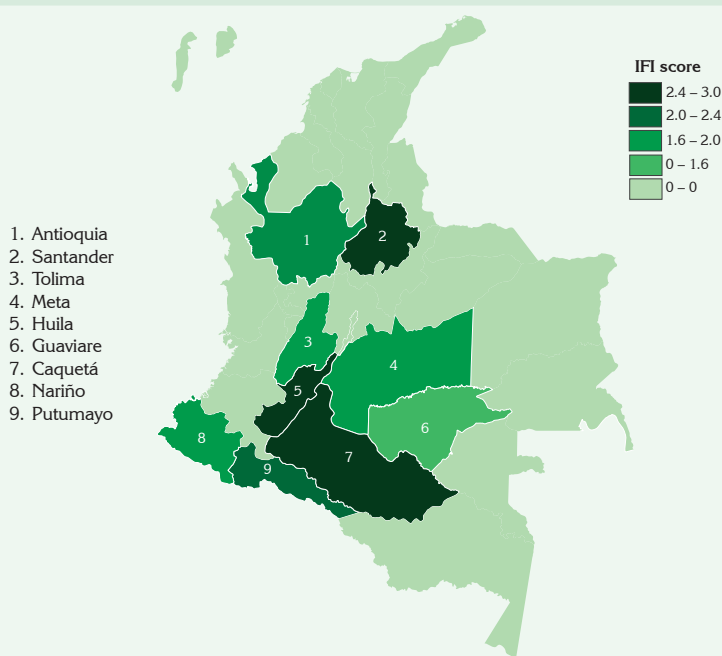 IFI score
2.4 – 3.0
2.0 – 2.4
1.6 – 2.0
0 – 1.6
0 – 0
1. Antioquia
2. Santander
3. Tolima
4. Meta
5. Huila
6. Guaviare
7. Caquetá
8. Nariño
9. Putumayo
1
2
3
4
5
6
7
8
9